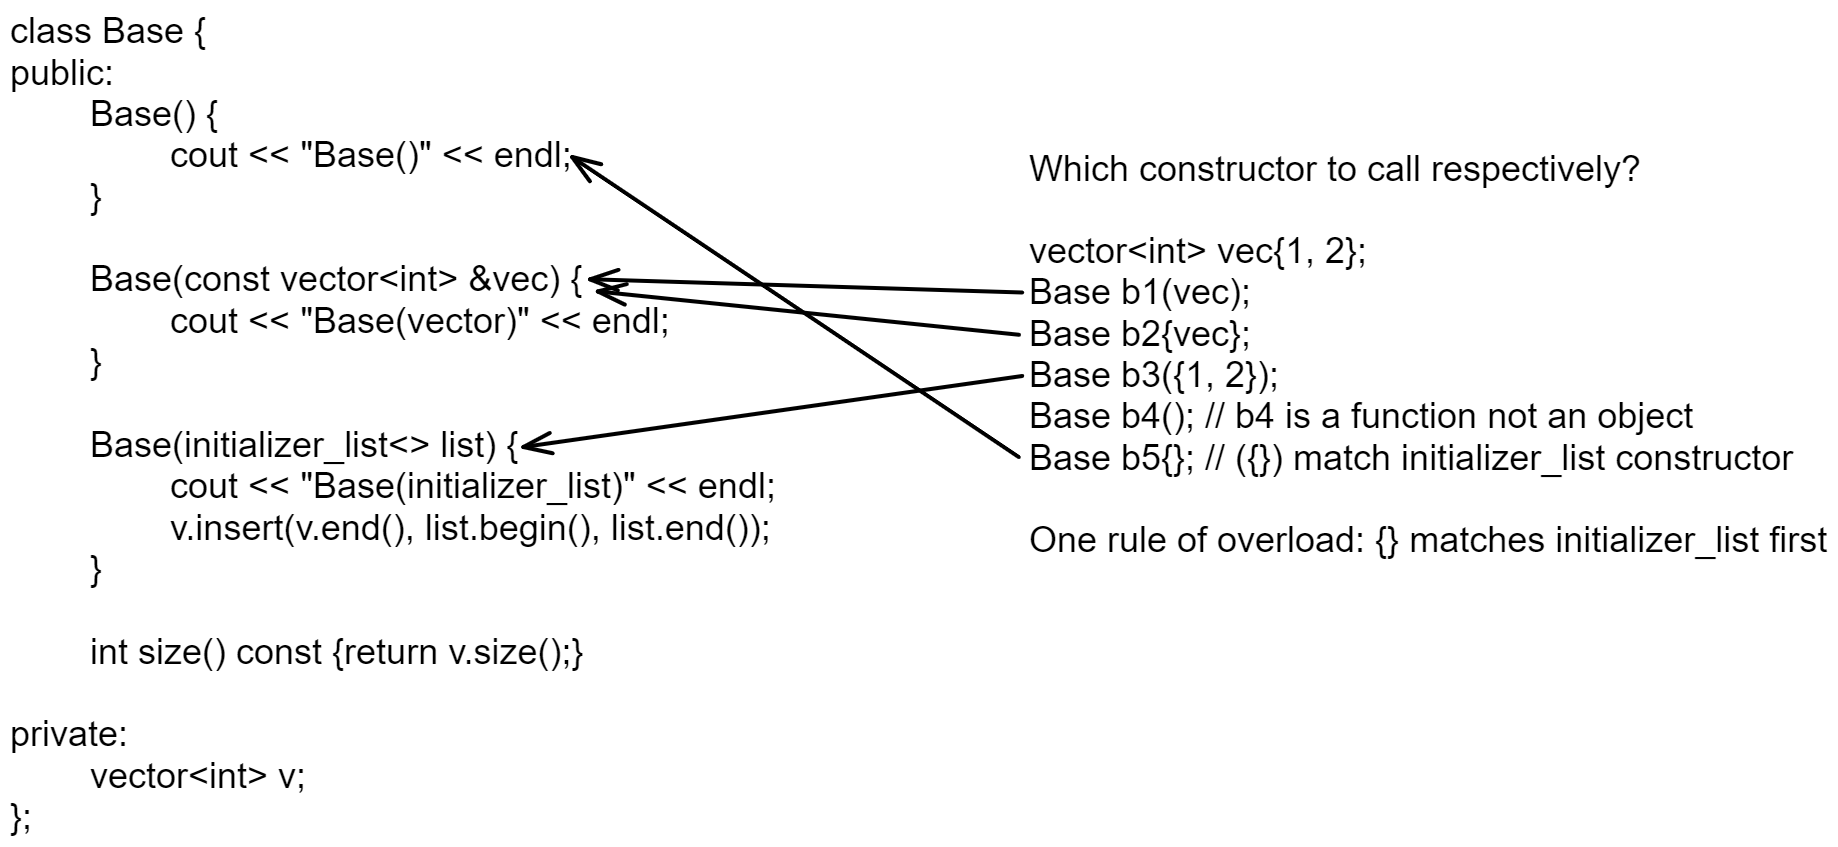 class Base {
public:
Base() {
cout << "Base()" << endl;
}
Base(const vector<int> &vec) {
cout << "Base(vector)" << endl;
}
Base(initializer_list<> list) {
cout << "Base(initializer_list)" << endl;
v.insert(v.end(), list.begin(), list.end());
}
int size() const {return v.size();}
private:
vector<int> v;
};
Which constructor to call respectively?
vector<int> vec{1, 2};
Base b1(vec);
Base b2{vec};
Base b3({1, 2});
Base b4(); // b4 is a function not an object
Base b5{}; // ({}) match initializer_list constructor
One rule of overload: {} matches initializer_list first